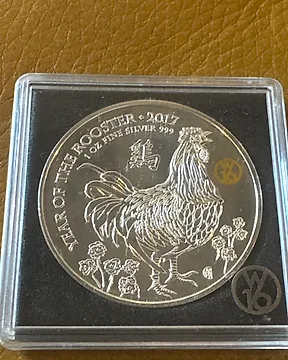 YEAR OF THE ROOSTER • 2017
1 OZ FINE SILVER 999
鷄